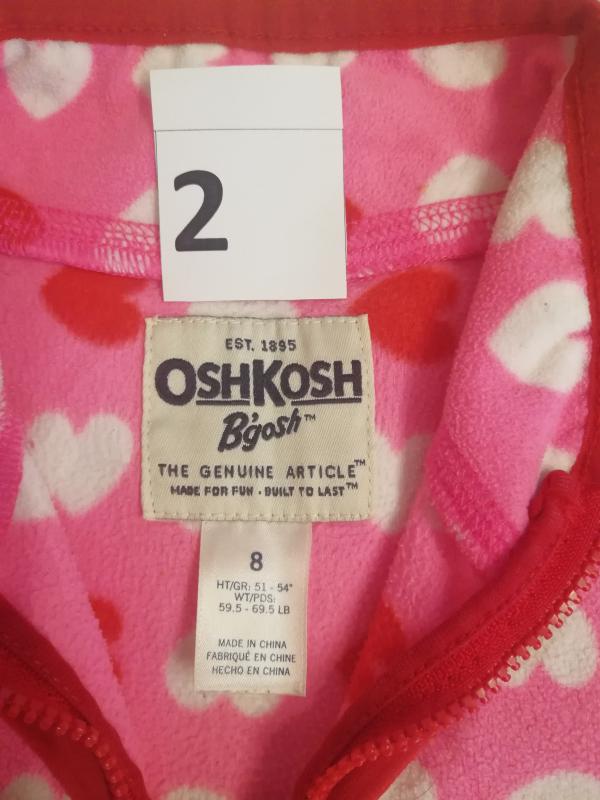 2
EST. 1895
OSHKOSH
B'gosh™
THE GENUINE ARTICLE™
MADE FOR FUN • BUILT TO LAST™
8
HT/GR: 51 - 54"
WT/PDS:
59.5 - 69.5 LB
MADE IN CHINA
FABRIQUÉ EN CHINE
HECHO EN CHINA